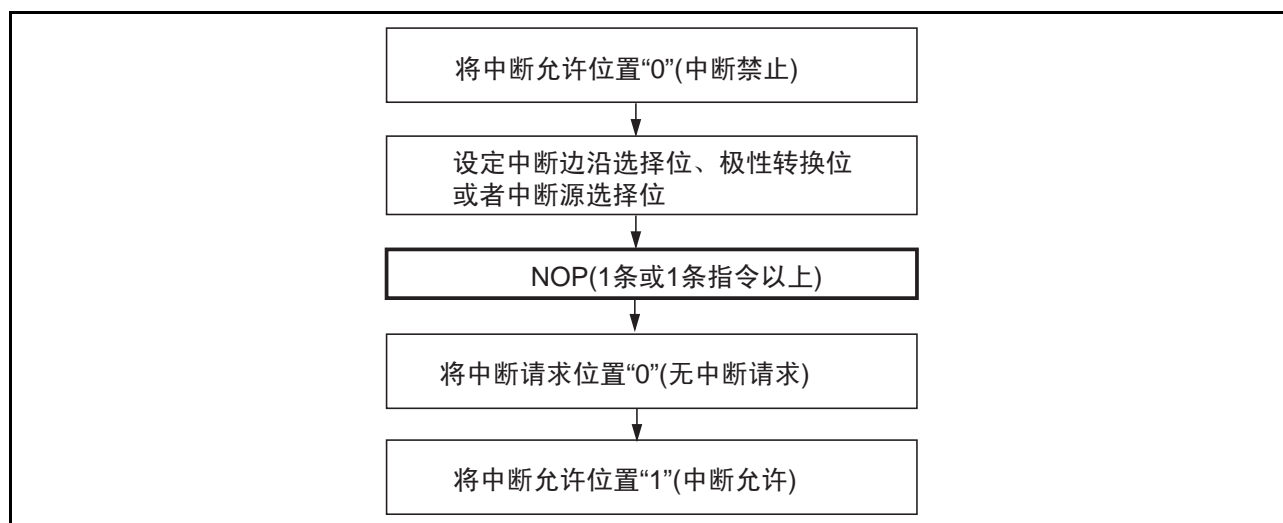 将中断允许位置“0”(中断禁止)
设定中断边沿选择位、极性转换位
或者中断源选择位
NOP(1条或1条指令以上)
将中断请求位置“0”(无中断请求)
将中断允许位置“1”(中断允许)